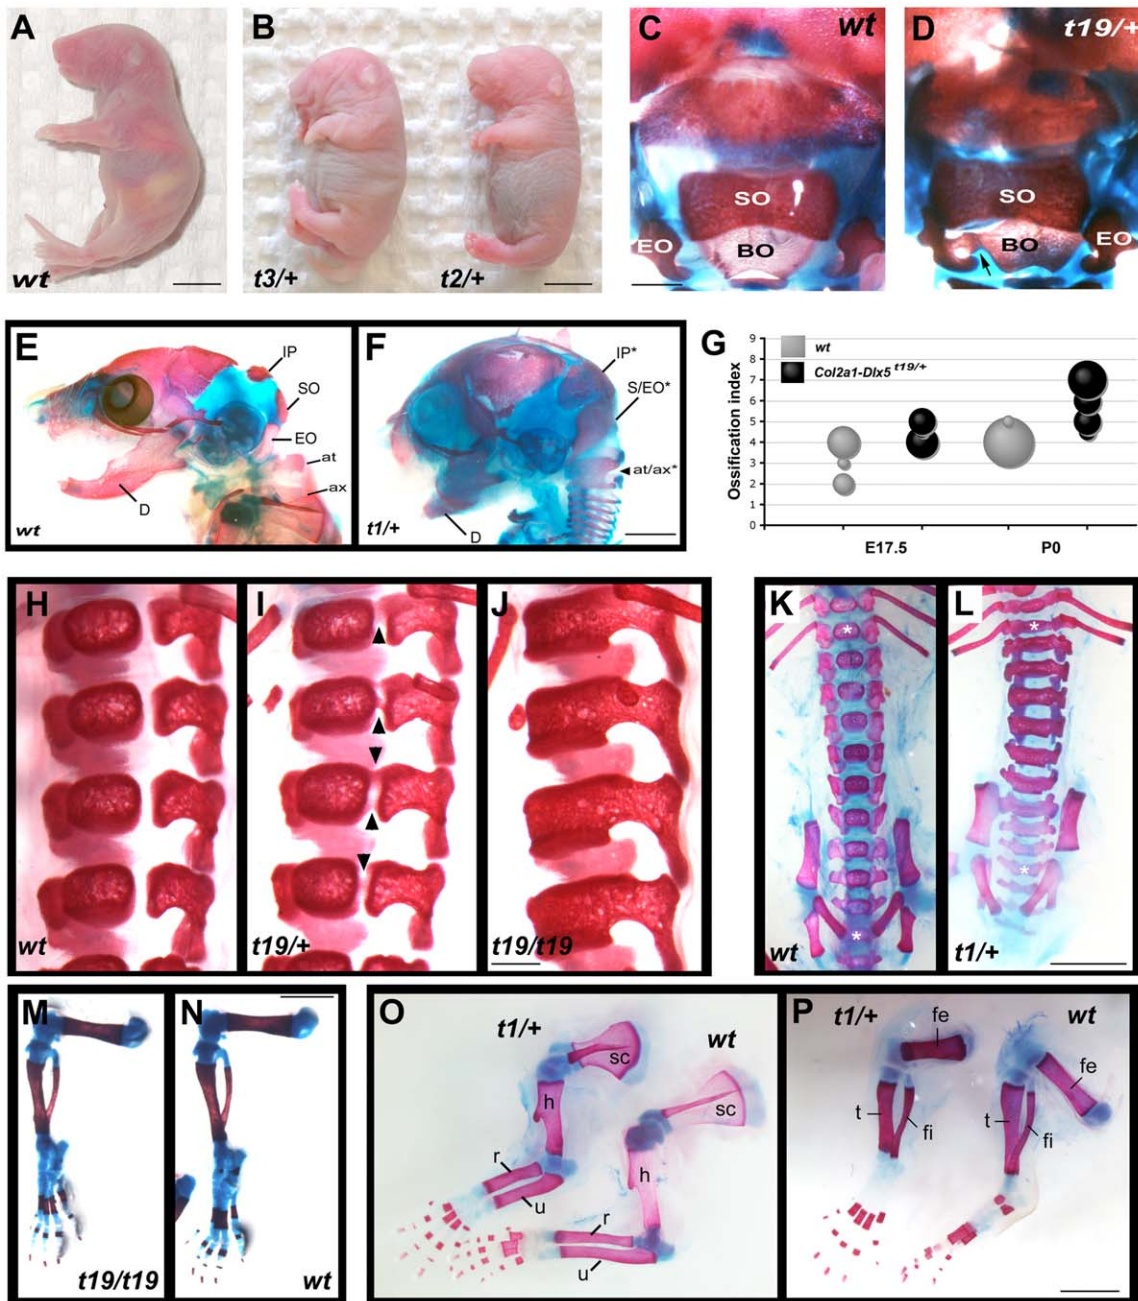 A
wt
B
t3/+
t2/+
C
wt
SO
EO
BO
D
t19/+
SO
BO
EO
E
IP
SO
EO
at
ax
D
wt
F
IP*
S/EO*
at/ax*
D
t1/+
G
wt
Col2a1-Dlx5 t19/+
Ossification index
9
8
7
6
5
4
3
2
1
0
E17.5
P0
H
wt
I
t19/+
J
t19/t19
K
*
*
wt
L
*
*
t1/+
M
t19/t19
N
wt
O
t1/+
sc
h
r
u
wt
sc
h
r
u
P
t1/+
fe
t
fi
wt
fe
t
fi